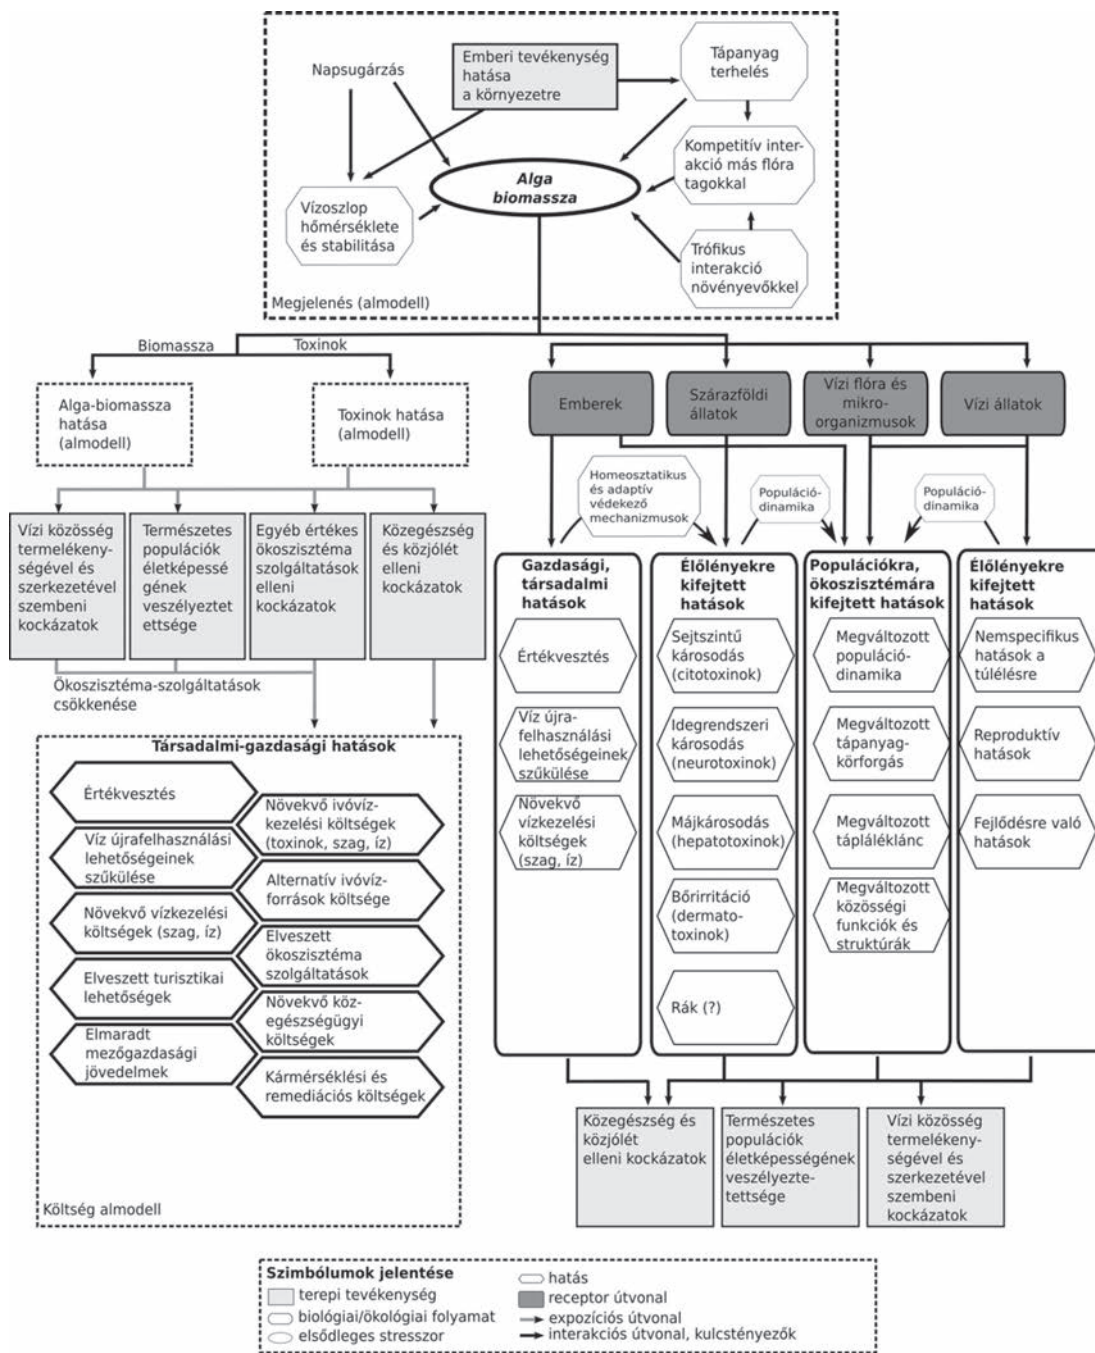 Napsugárzás
Emberi tevékenység
hatása
a környezetre
Tápanyag
terhelés
Kompetitív inter-
akció más flóra
tagokkal
Alga
biomassza
Vízoszlop
hőmérséklete
és stabilitása
Trófikus
interakció
növényevőkkel
Megjelenés (almodell)
Biomassza
Toxinok
Alga-biomassza
hatása
(almodell)
Toxinok hatása
(almodell)
Emberek
Szárazföldi
állatok
Vízi flóra és
mikro-
organizmusok
Vízi állatok
Homeosztatikus
és adaptív
védekező
mechanizmusok
Populáció-
dinamika
Populáció-
dinamika
Vízi közösség
termelékeny-
ségével és
szerkezetével
szembeni
kockázatok
Természetes
populációk
életképessé
gének
veszélyeztet
ettsége
Egyéb értékes
ökoszisztéma
szolgáltatások
elleni
kockázatok
Közegészség
és közjólét
elleni
kockázatok
Ökoszisztéma-szolgáltatások
csökkenése
Társadalmi-gazdasági hatások
Értékvesztés
Növekvő ivóvíz-
kezelési költségek
(toxinok, szag, íz)
Víz újrafelhasználási
lehetőségeinek
szűkülése
Alternatív ivóvíz-
források költsége
Növekvő vízkezelési
költségek (szag, íz)
Elveszett
ökoszisztéma
szolgáltatások
Elveszett turisztikai
lehetőségek
Növekvő köz-
egészségügyi
költségek
Elmaradt
mezőgazdasági
jövedelmek
Kármérséklési és
remediációs költségek
Költség almodell
Gazdasági,
társadalmi
hatások
Értékvesztés
Víz újra-
felhasználási
lehetőségeinek
szűkülése
Növekvő
vízkezelési
költségek
(szag, íz)
Élőlényekre
kifejtett
hatások
Sejtszintű
károsodás
(citotoxinok)
Idegrendszeri
károsodás
(neurotoxinok)
Májkárosodás
(hepatotoxinok)
Bőrirritáció
(dermato-
toxinok)
Rák (?)
Populációkra,
ökoszisztémára
kifejtett hatások
Megváltozott
populáció-
dinamika
Megváltozott
tápanyag-
körforgás
Megváltozott
tápláléklánc
Megváltozott
közösségi
funkciók és
struktúrák
Élőlényekre
kifejtett
hatások
Nemspecifikus
hatások a
túlélésre
Reproduktív
hatások
Fejlődésre való
hatások
Közegészség és
közjólét
elleni kockázatok
Természetes
populációk
életképességének
veszélyezte-
tettsége
Vízi közösség
termelékeny-
ségével és
szerkezetével
szembeni
kockázatok
Szimbólumok jelentése
terepi tevékenység
biológiai/ökológiai folyamat
elsődleges stresszor
hatás
receptor útvonal
expozíciós útvonal
interakciós útvonal, kulcstényezők